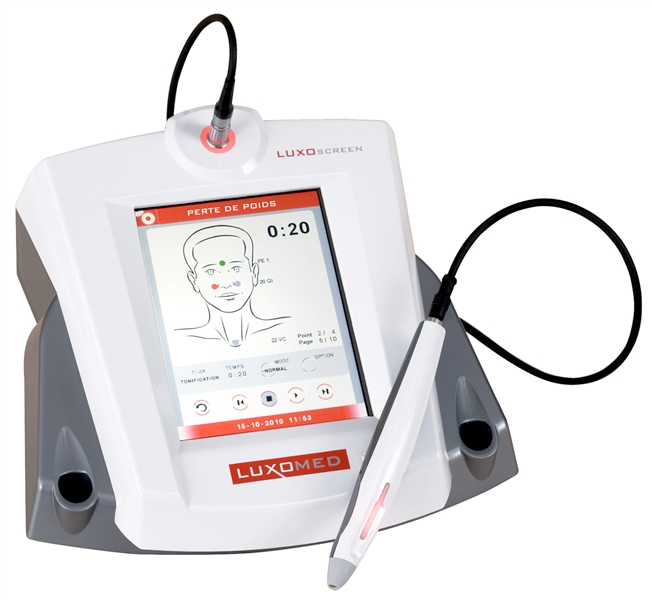 LUXOSCREEN
PERTE DE POIDS
0:20
PE 1
20 GI
22 VC
Point 2/ 4
Page 5/10
FLUX
TONIFICATION
TEMPS
0:20
MODE
NORMAL
OPTION
15-10-2010 11:53
LUXOMED